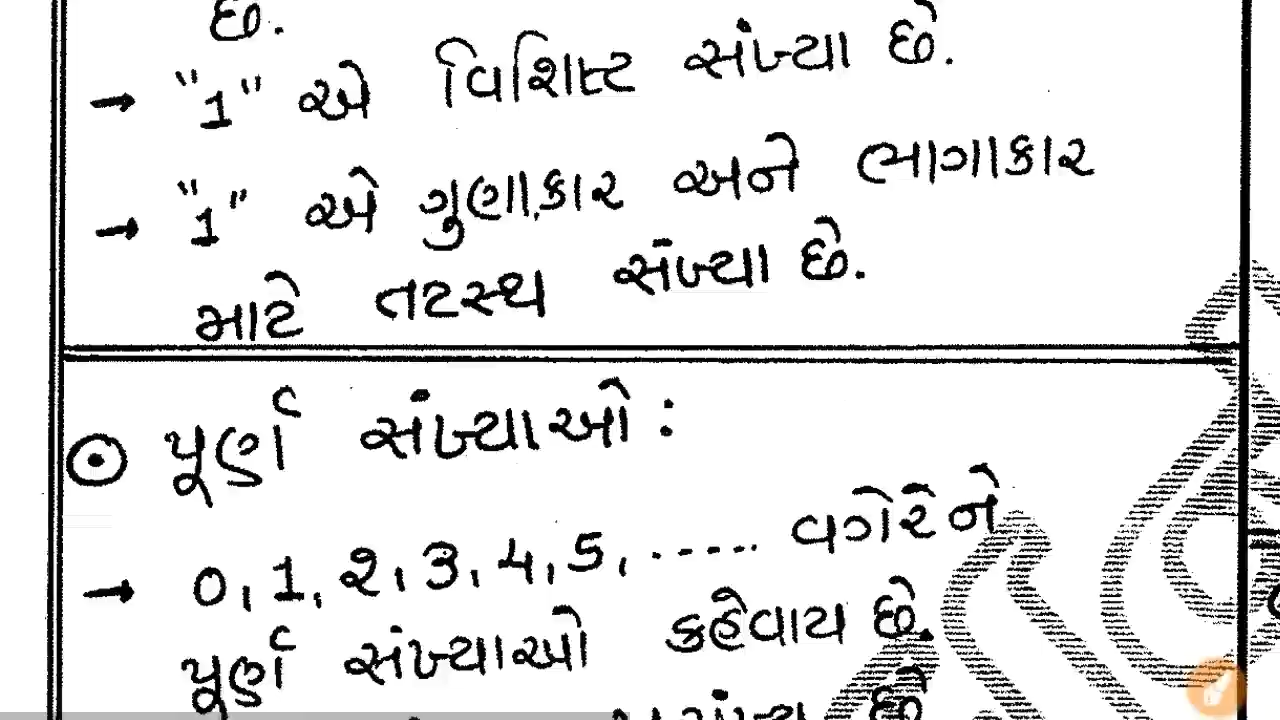 છે.
→ "1" એ વિશિષ્ટ સંખ્યા છે.
→ "1" એ ગુણાકાર અને ભાગાકાર
માટે તટસ્થ સંખ્યા છે.
⊙ પૂર્ણ સંખ્યાઓ :
→ 0, 1, 2, 3, 4, 5, ..... વગેરેને
પૂર્ણ સંખ્યાઓ કહેવાય છે.
છે